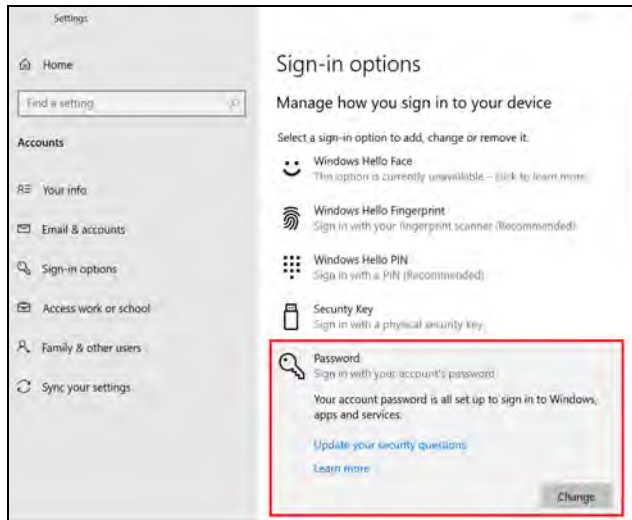 Settings
Home
Find a setting
Accounts
Your info
Email & accounts
Sign-in options
Access work or school
Family & other users
Sync your settings
Sign-in options
Manage how you sign in to your device
Select a sign-in option to add, change or remove it.
Windows Hello Face
This option is currently unavailable – click to learn more
Windows Hello Fingerprint
Sign in with your fingerprint scanner (Recommended)
Windows Hello PIN
Sign in with a PIN (Recommended)
Security Key
Sign in with a physical security key
Password
Sign in with your account's password
Your account password is all set up to sign in to Windows,
apps and services.
Update your security questions
Learn more
Change